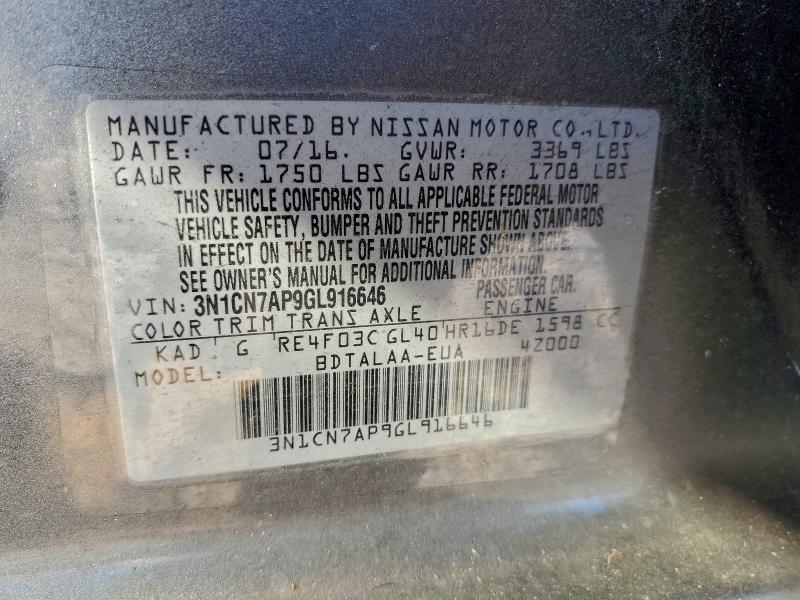 MANUFACTURED BY NISSAN MOTOR CO., LTD.
DATE: 07/16. GVWR: 3369 LBS
GAWR FR: 1750 LBS GAWR RR: 1708 LBS
THIS VEHICLE CONFORMS TO ALL APPLICABLE FEDERAL MOTOR
VEHICLE SAFETY, BUMPER AND THEFT PREVENTION STANDARDS
IN EFFECT ON THE DATE OF MANUFACTURE SHOWN ABOVE.
SEE OWNER'S MANUAL FOR ADDITIONAL INFORMATION.
PASSENGER CAR.
VIN: 3N1CN7AP9GL916646
COLOR TRIM TRANS AXLE ENGINE
KAD G RE4F03C GL40 HR16DE 1598 CC
MODEL: BDTALAA-EUA 42000
3N1CN7AP9GL916646